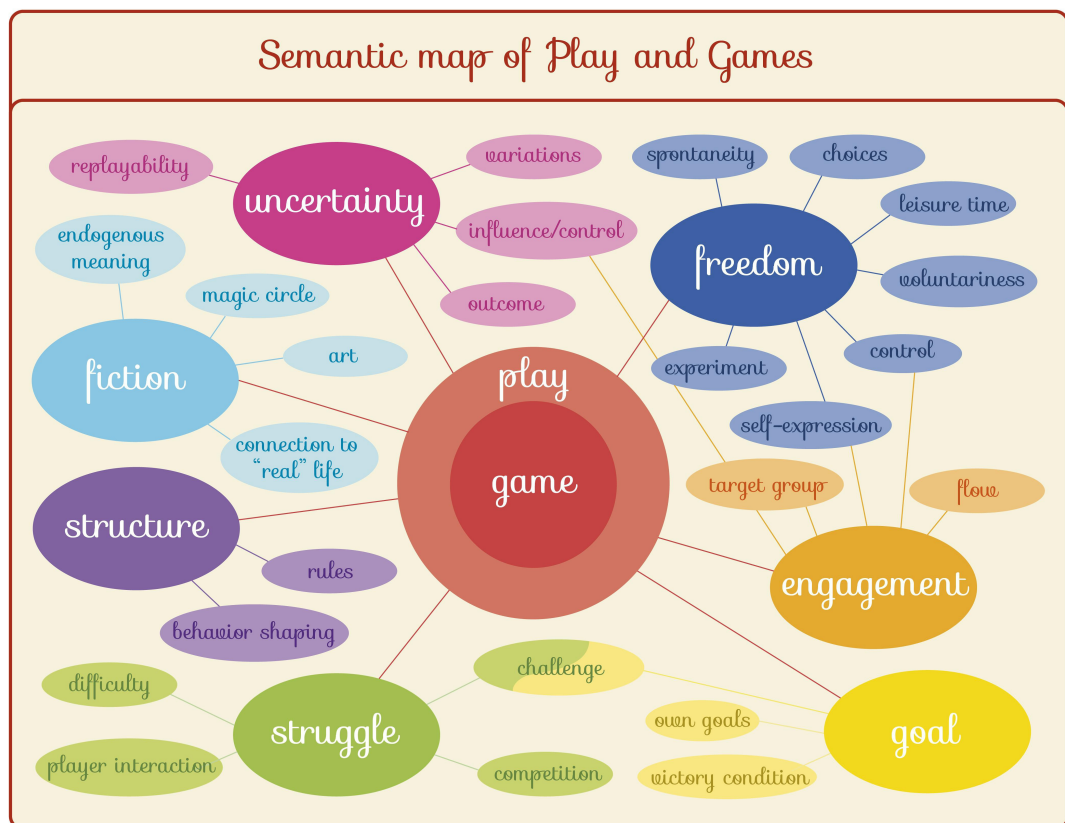 Semantic map of Play and Games
replayability
uncertainty
variations
influence/control
outcome
spontaneity
choices
leisure time
freedom
voluntariness
control
experiment
self-expression
endogenous
meaning
magic circle
art
fiction
connection to
"real" life
play
game
target group
flow
engagement
structure
rules
behavior shaping
difficulty
player interaction
struggle
challenge
competition
own goals
victory condition
goal